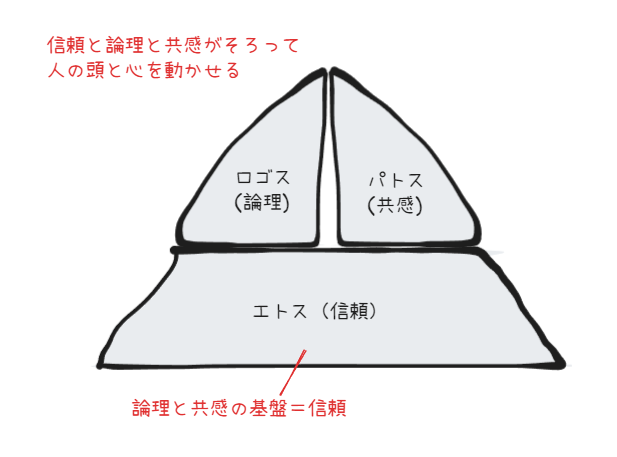 信頼と論理と共感がそろって
人の頭と心を動かせる
ロゴス
(論理)
パトス
(共感)
エトス（信頼）
論理と共感の基盤＝信頼